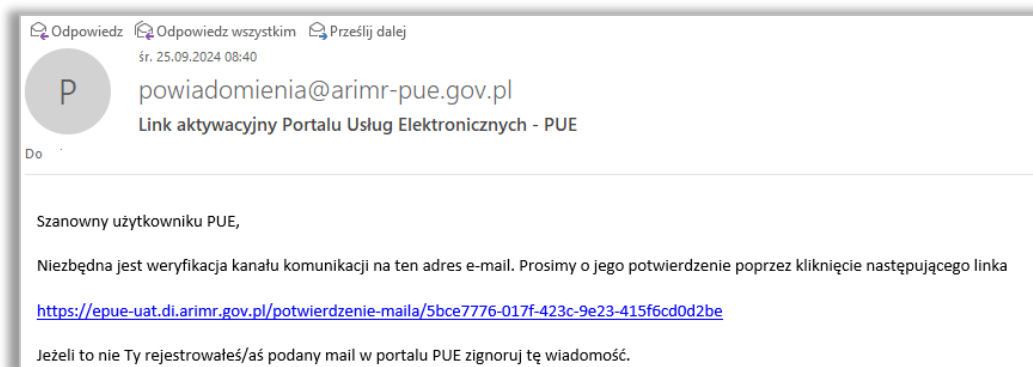 Odpowiedz Odpowiedz wszystkim Prześlij dalej
śr. 25.09.2024 08:40
P
powiadomienia@arimr-pue.gov.pl
Link aktywacyjny Portalu Usług Elektronicznych - PUE
Do
Szanowny użytkowniku PUE,
Niezbędna jest weryfikacja kanału komunikacji na ten adres e-mail. Prosimy o jego potwierdzenie poprzez kliknięcie następującego linka
https://epue-uat.di.arimr.gov.pl/potwierdzenie-maila/5bce7776-017f-423c-9e23-415f6cd0d2be
Jeżeli to nie Ty rejestrowałeś/aś podany mail w portalu PUE zignoruj tę wiadomość.